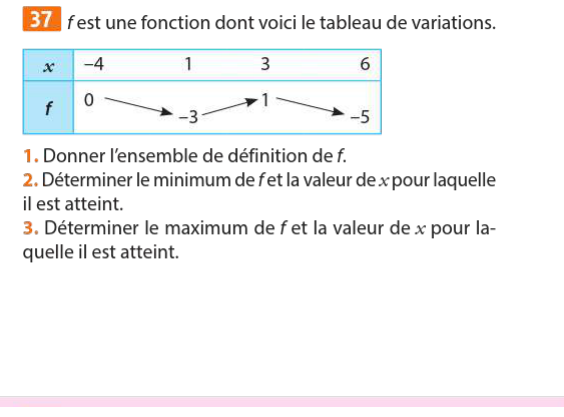 37 f est une fonction dont voici le tableau de variations.
x −4 1 3 6
f 0 −3 1 −5
1. Donner l’ensemble de définition de f.
2. Déterminer le minimum de f et la valeur de x pour laquelle
il est atteint.
3. Déterminer le maximum de f et la valeur de x pour la-
quelle il est atteint.